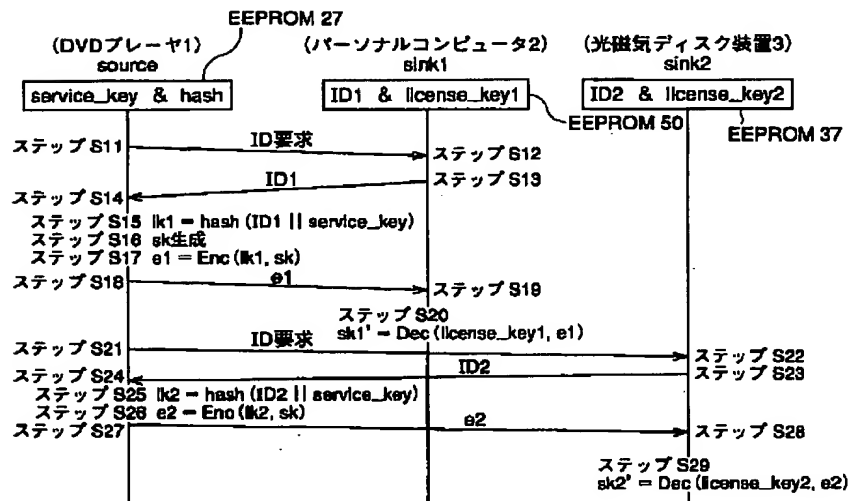 EEPROM 27
(DVDプレーヤ1)
source
(パーソナルコンピュータ2)
sink1
(光磁気ディスク装置3)
sink2
service_key & hash
ID1 & license_key1
ID2 & license_key2
EEPROM 50
EEPROM 37
ステップ S11
ID要求
ステップ S12
ステップ S13
ID1
ステップ S14
ステップ S15 lk1 = hash (ID1 || service_key)
ステップ S16 sk生成
ステップ S17 e1 = Enc (lk1, sk)
ステップ S18
e1
ステップ S19
ステップ S20
sk1' = Dec (license_key1, e1)
ステップ S21
ID要求
ステップ S22
ステップ S23
ID2
ステップ S24
ステップ S25 lk2 = hash (ID2 || service_key)
ステップ S26 e2 = Enc (lk2, sk)
ステップ S27
e2
ステップ S28
ステップ S29
sk2' = Dec (license_key2, e2)